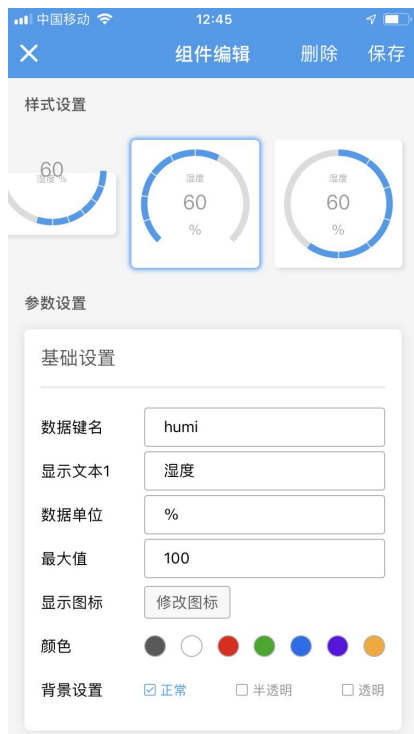 中国移动 12:45
组件编辑 删除 保存
样式设置
60
湿度 %
湿度
60
%
湿度
60
%
参数设置
基础设置
数据键名 humi
显示文本1 湿度
数据单位 %
最大值 100
显示图标 修改图标
颜色
背景设置 正常 半透明 透明